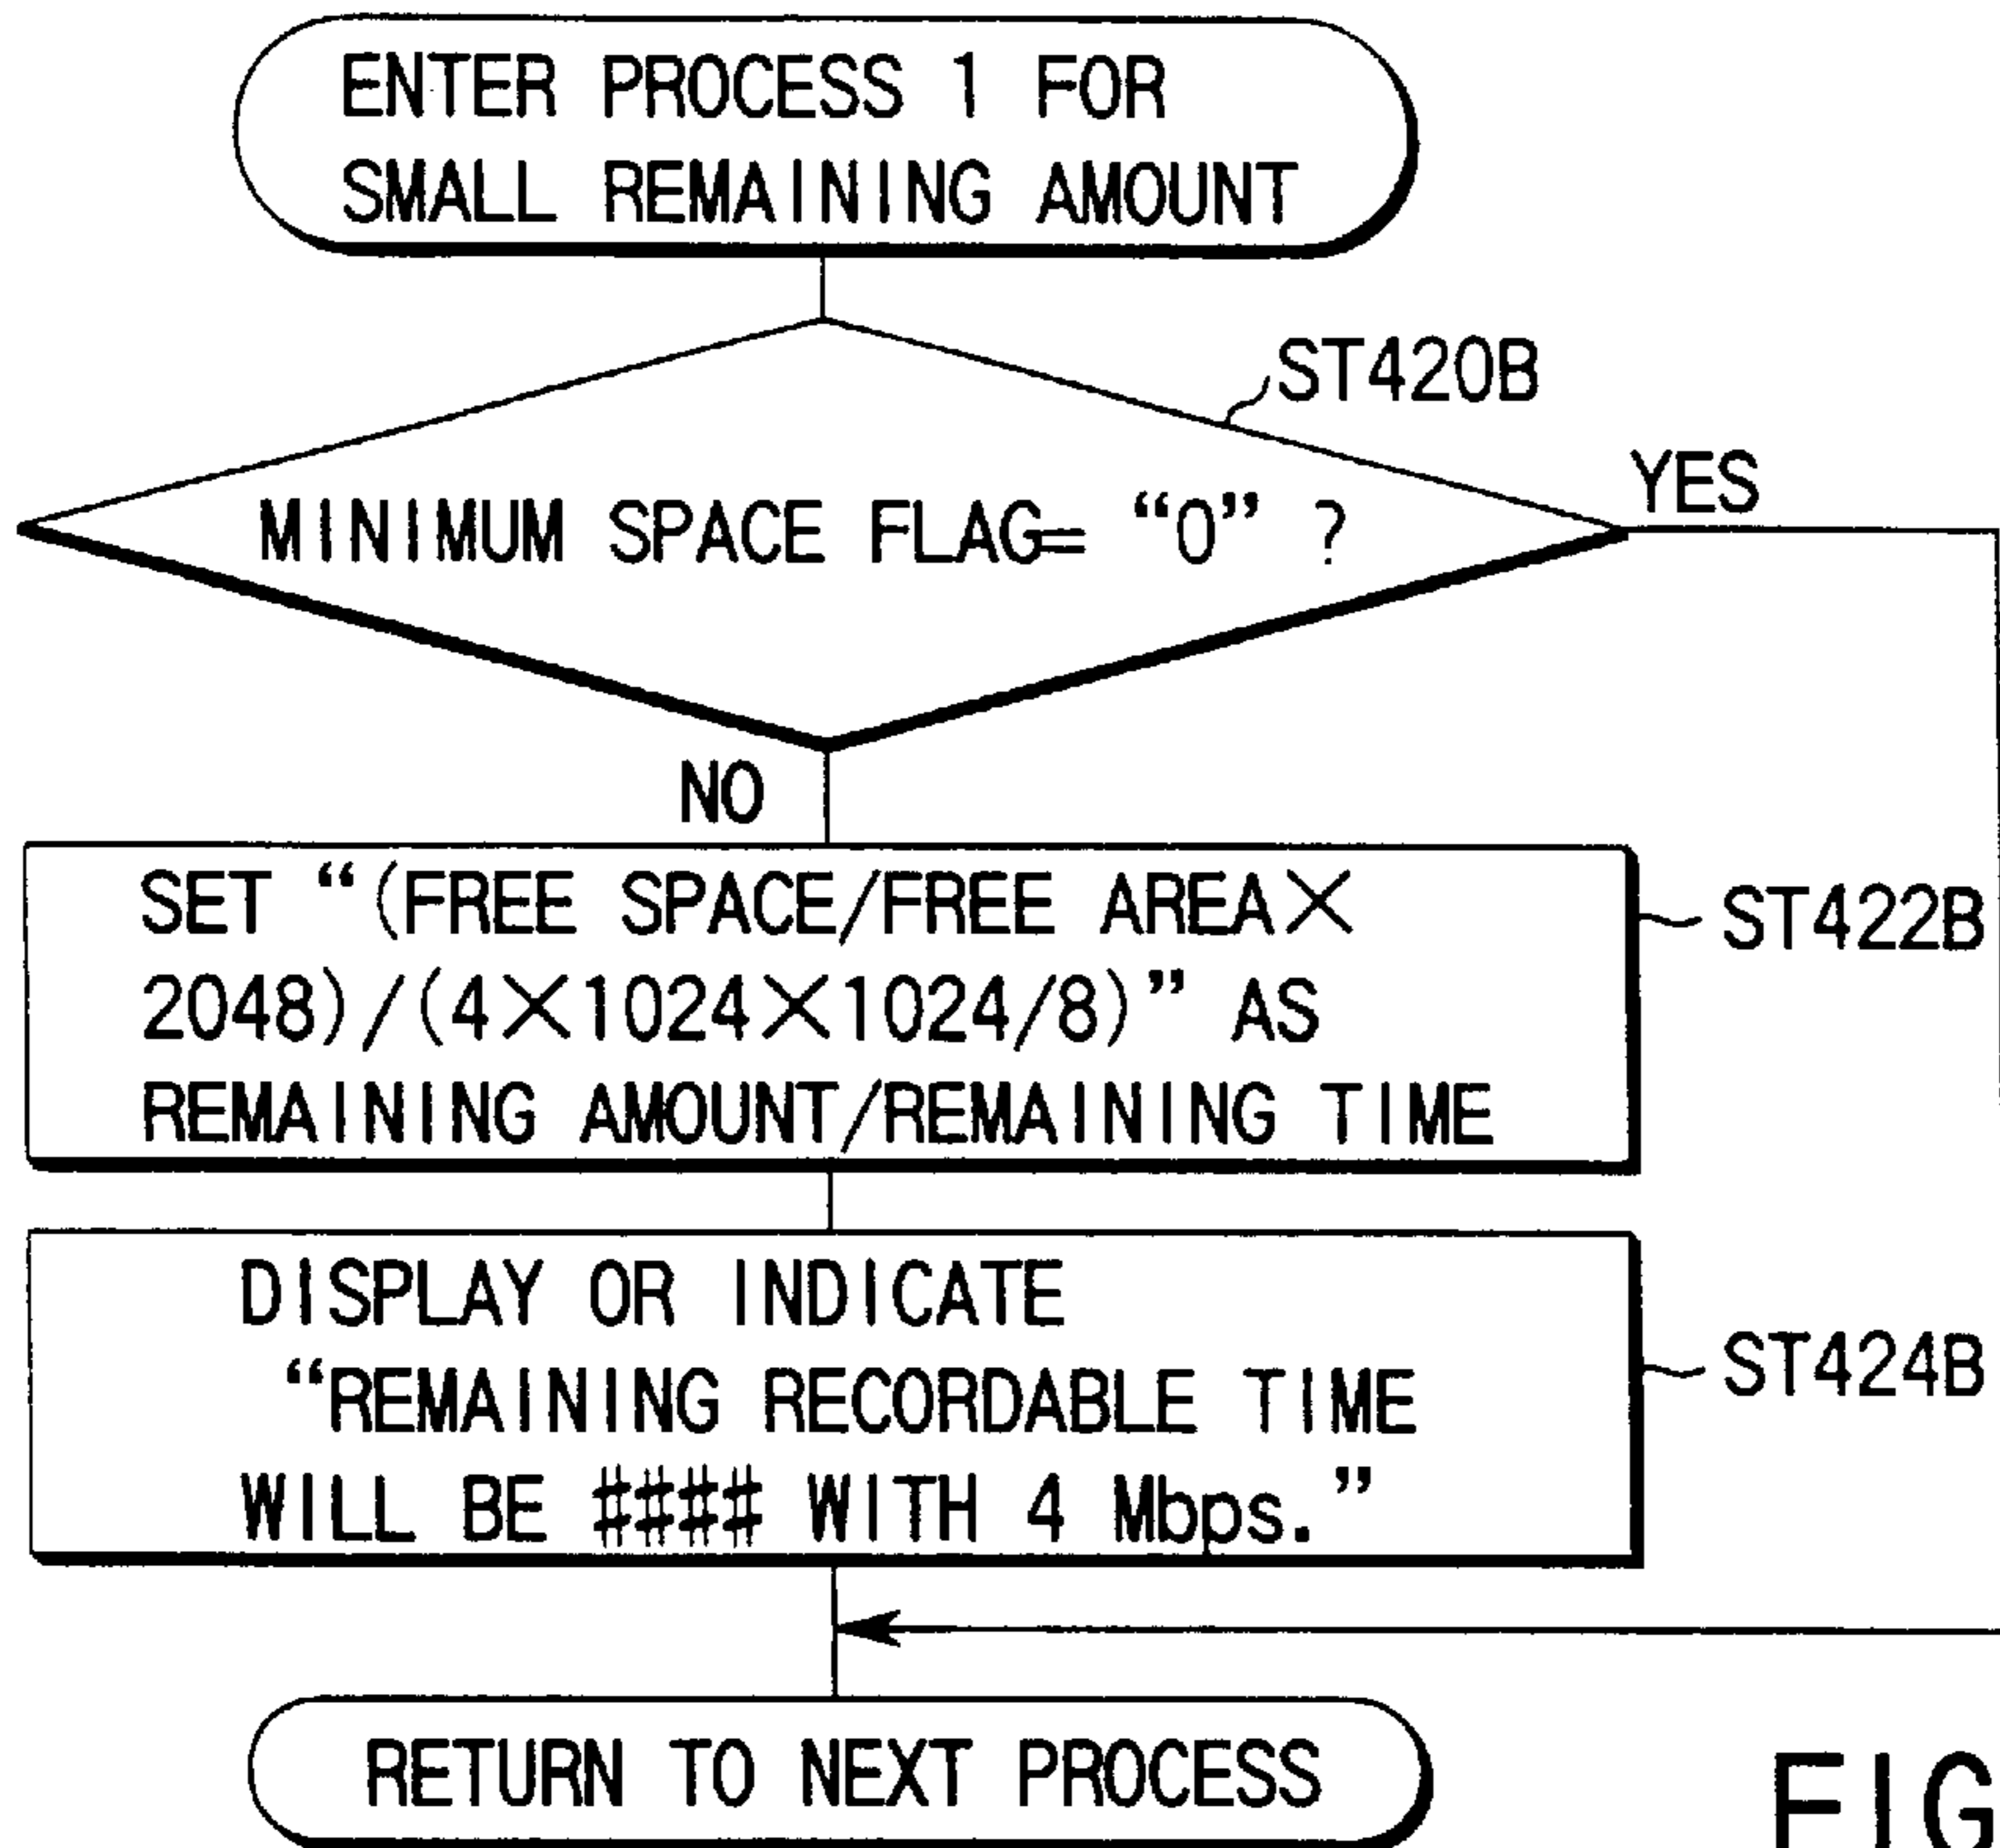 ENTER PROCESS 1 FOR
SMALL REMAINING AMOUNT
ST420B
MINIMUM SPACE FLAG= “0” ?
YES
NO
SET “(FREE SPACE/FREE AREA×
2048)/(4×1024×1024/8)” AS
REMAINING AMOUNT/REMAINING TIME
ST422B
DISPLAY OR INDICATE
“REMAINING RECORDABLE TIME
WILL BE #### WITH 4 Mbps.”
ST424B
RETURN TO NEXT PROCESS
FIG